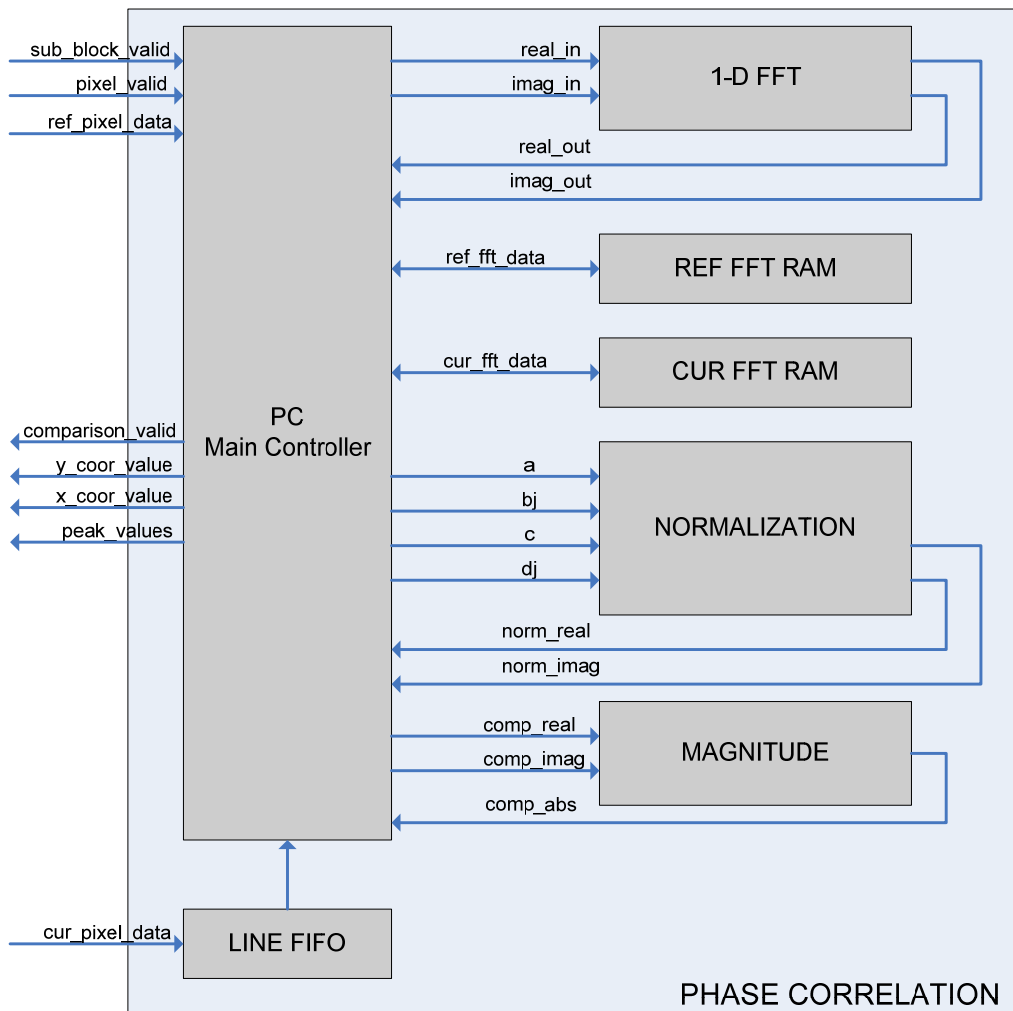 sub_block_valid
pixel_valid
ref_pixel_data
real_in
imag_in
1-D FFT
real_out
imag_out
ref_fft_data
REF FFT RAM
cur_fft_data
CUR FFT RAM
PC
Main Controller
comparison_valid
y_coor_value
x_coor_value
peak_values
a
bj
c
dj
NORMALIZATION
norm_real
norm_imag
comp_real
comp_imag
MAGNITUDE
comp_abs
cur_pixel_data
LINE FIFO
PHASE CORRELATION